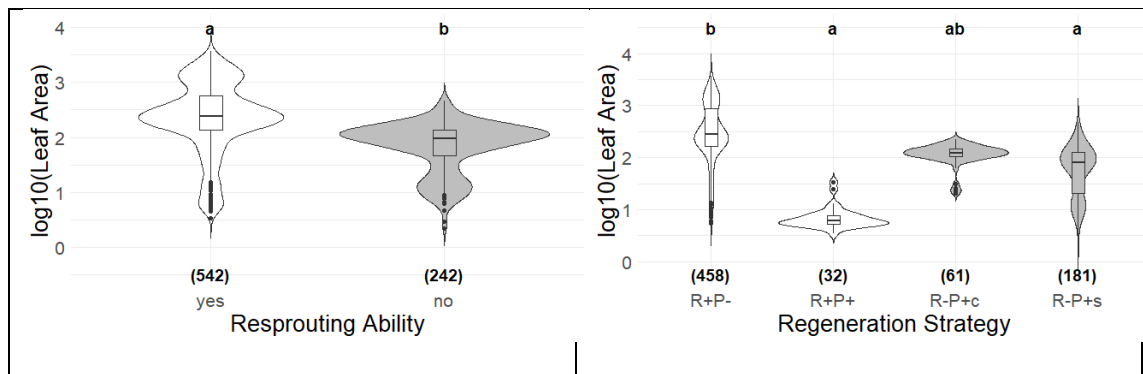 a b
4
3
2
1
0
log10(Leaf Area)
(542) (242)
yes no
Resprouting Ability
b a ab a
4
3
2
1
0
log10(Leaf Area)
(458) (32) (61) (181)
R+P- R+P+ R-P+c R-P+s
Regeneration Strategy